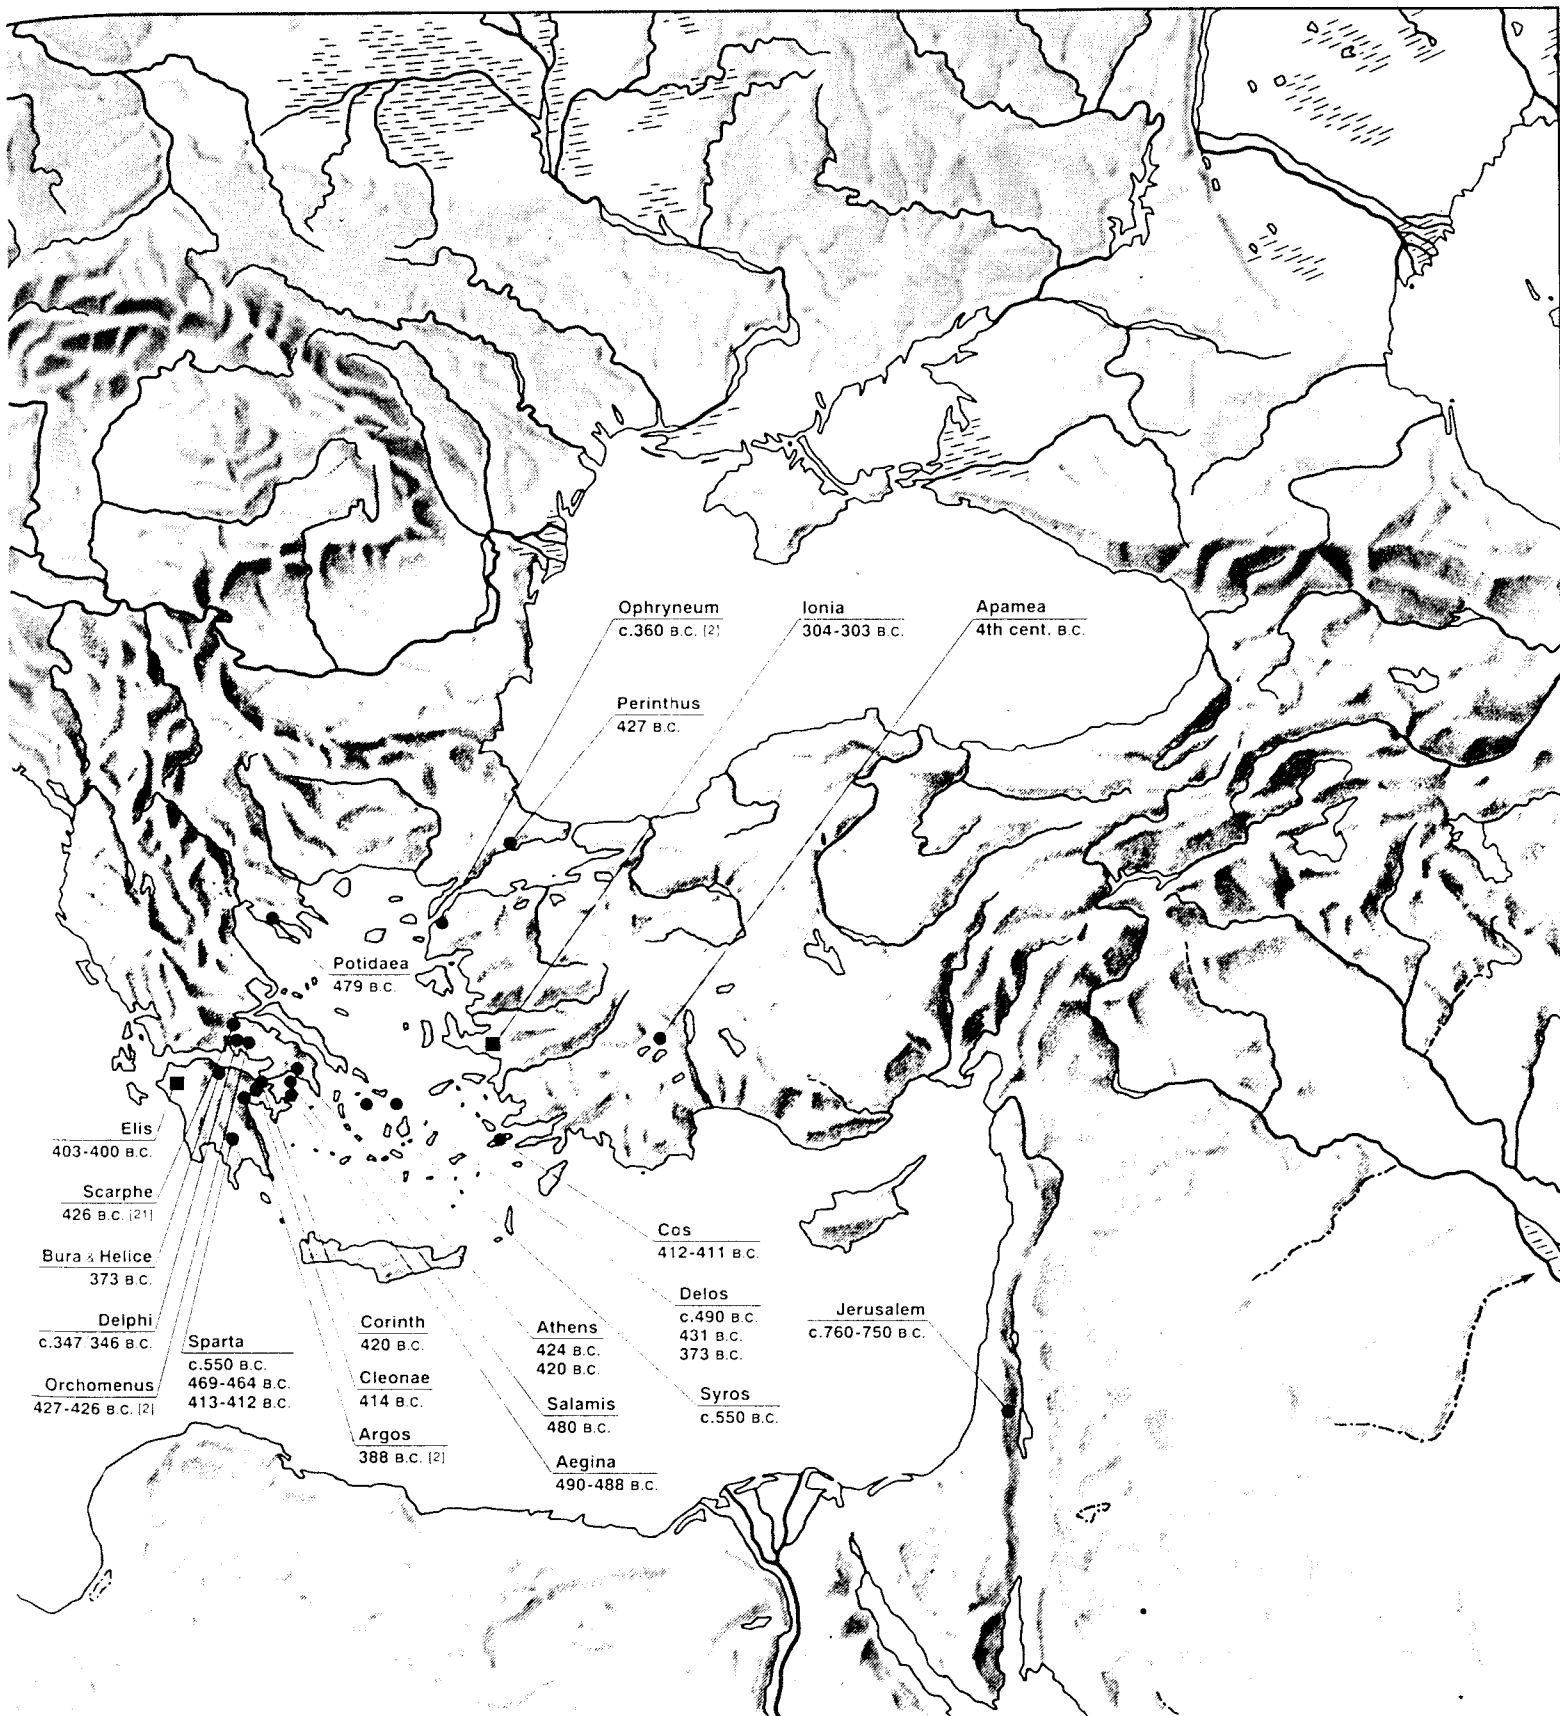 Ophryneum
c.360 B.C. [2]
Ionia
304-303 B.C.
Apamea
4th cent. B.C.
Perinthus
427 B.C.
Potidaea
479 B.C.
Elis
403-400 B.C.
Scarphe
426 B.C. [21]
Bura & Helice
373 B.C.
Delphi
c.347/346 B.C.
Orchomenus
427-426 B.C. [2]
Sparta
c.550 B.C.
469-464 B.C.
413-412 B.C.
Corinth
420 B.C.
Cleonae
414 B.C.
Argos
388 B.C. [2]
Athens
424 B.C.
420 B.C.
Salamis
480 B.C.
Aegina
490-488 B.C.
Cos
412-411 B.C.
Delos
c.490 B.C.
431 B.C.
373 B.C.
Syros
c.550 B.C.
Jerusalem
c.760-750 B.C.